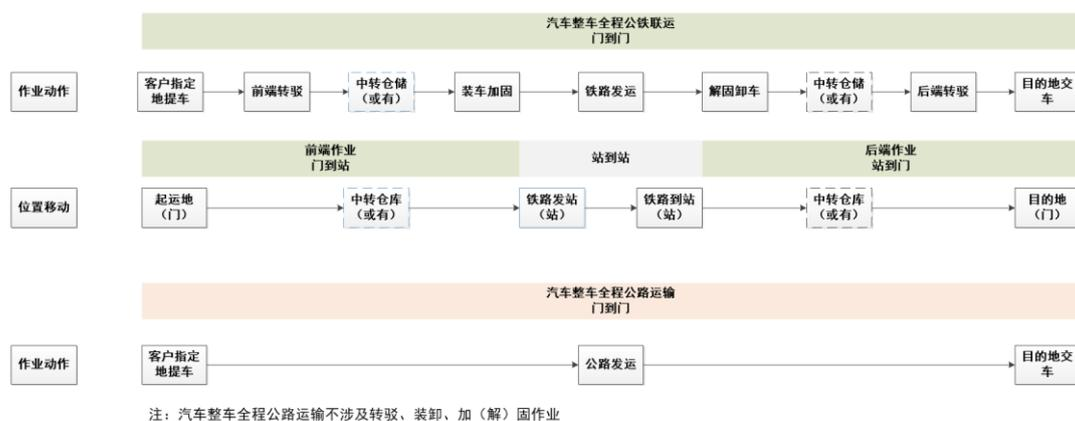 汽车整车全程公铁联运
门到门
作业动作
客户指定
地提车
前端转驳
中转仓储
（或有）
装车加固
铁路发运
解固卸车
中转仓储
（或有）
后端转驳
目的地交
车
前端作业
门到站
站到站
后端作业
站到门
位置移动
起运地
（门）
中转仓库
（或有）
铁路发站
（站）
铁路到站
（站）
中转仓库
（或有）
目的地
（门）
汽车整车全程公路运输
门到门
作业动作
客户指定
地提车
公路发运
目的地交
车
注：汽车整车全程公路运输不涉及转驳、装卸、加（解）固作业